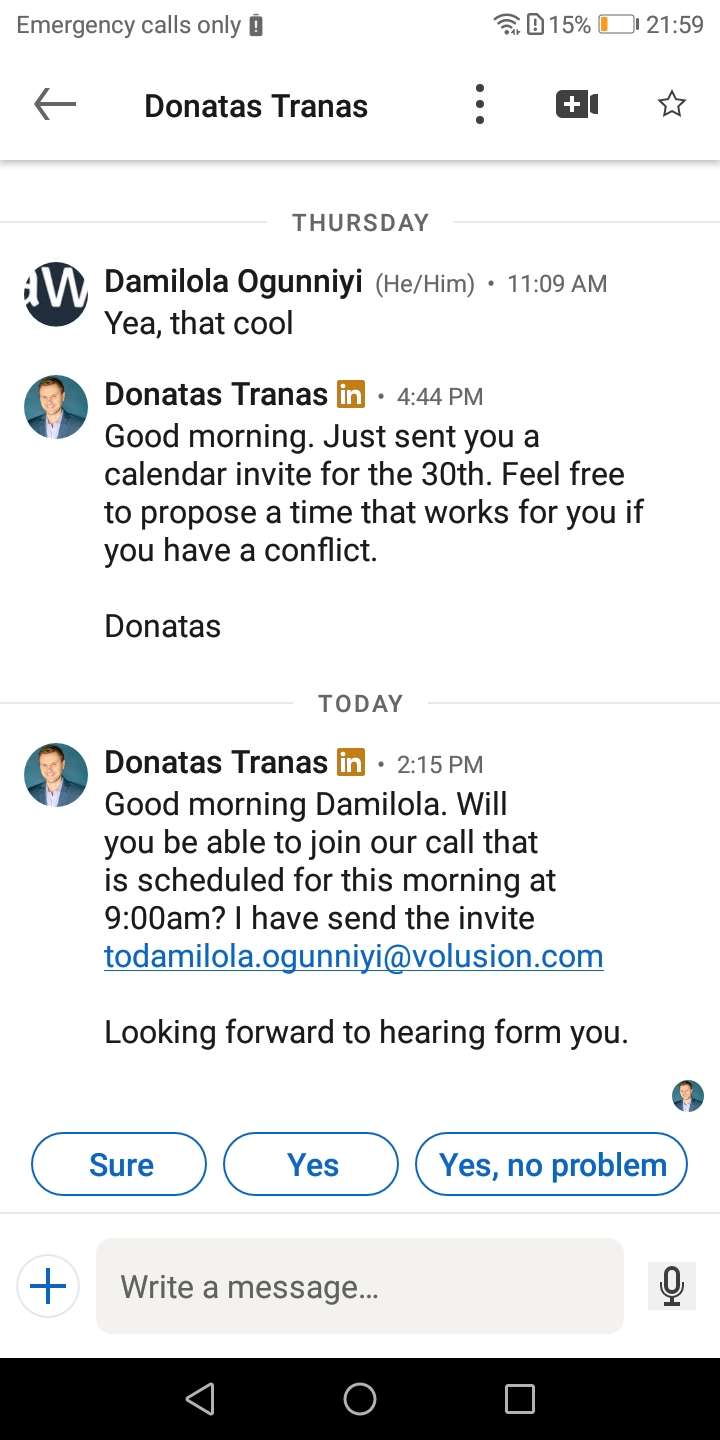 Emergency calls only 15% 21:59
Donatas Tranas
THURSDAY
aW
Damilola Ogunniyi (He/Him) • 11:09 AM
Yea, that cool
Donatas Tranas in • 4:44 PM
Good morning. Just sent you a
calendar invite for the 30th. Feel free
to propose a time that works for you if
you have a conflict.
Donatas
TODAY
Donatas Tranas in • 2:15 PM
Good morning Damilola. Will
you be able to join our call that
is scheduled for this morning at
9:00am? I have send the invite
todamilola.ogunniyi@volusion.com
Looking forward to hearing form you.
Sure Yes Yes, no problem
Write a message...